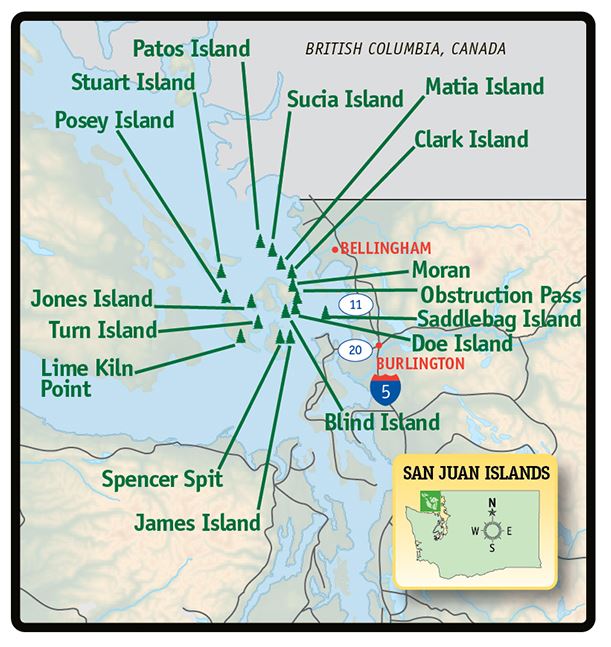 Patos Island
BRITISH COLUMBIA, CANADA
Stuart Island
Sucia Island
Matia Island
Posey Island
Clark Island
BELLINGHAM
Moran
Obstruction Pass
Jones Island
11
Saddlebag Island
Turn Island
Doe Island
20
Lime Kiln
Point
BURLINGTON
5
Blind Island
Spencer Spit
James Island
SAN JUAN ISLANDS
N
W E
S